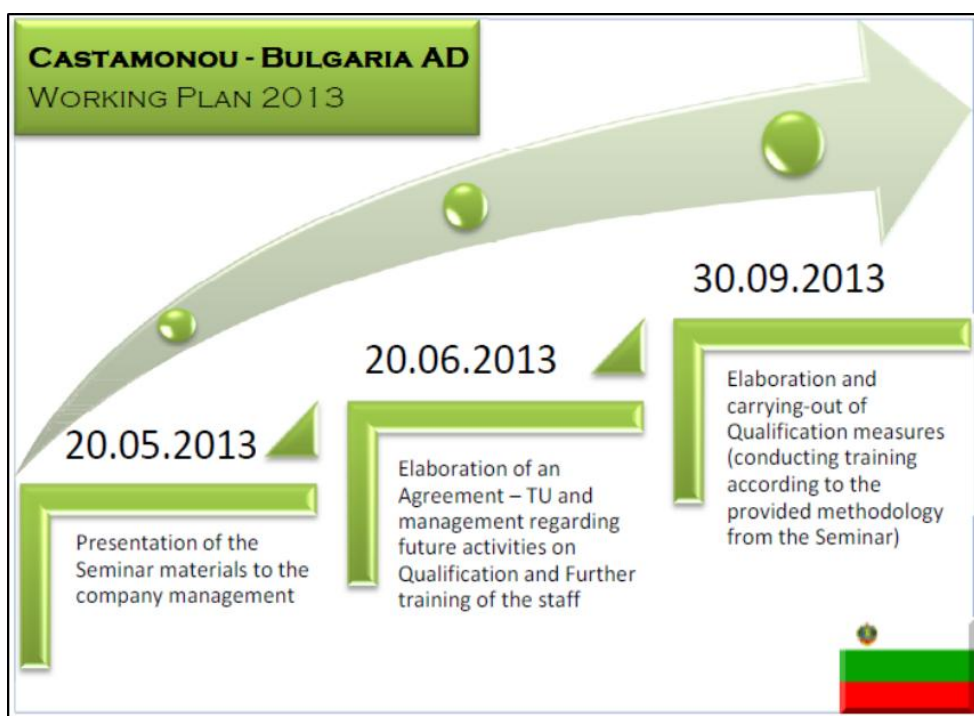 CASTAMONOU - BULGARIA AD
WORKING PLAN 2013
20.05.2013
Presentation of the
Seminar materials to the
company management
20.06.2013
Elaboration of an
Agreement – TU and
management regarding
future activities on
Qualification and Further
training of the staff
30.09.2013
Elaboration and
carrying-out of
Qualification measures
(conducting training
according to the
provided methodology
from the Seminar)